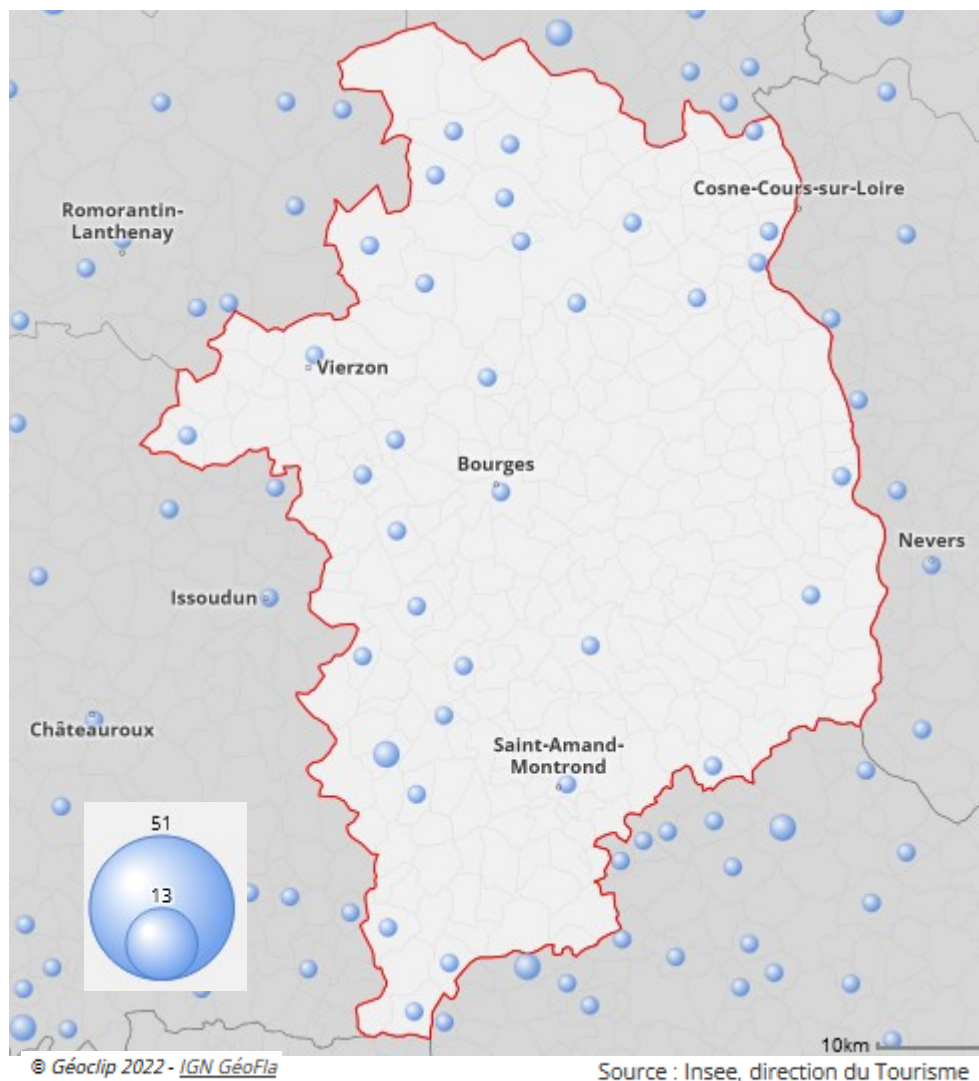 Cosne-Cours-sur-Loire
Romorantin-
Lanthenay
Vierzon
Bourges
Nevers
Issoudun
Châteauroux
Saint-Amand-
Montrond
51
13
10km
© Géoclip 2022 - IGN GéoFla
Source : Insee, direction du Tourisme